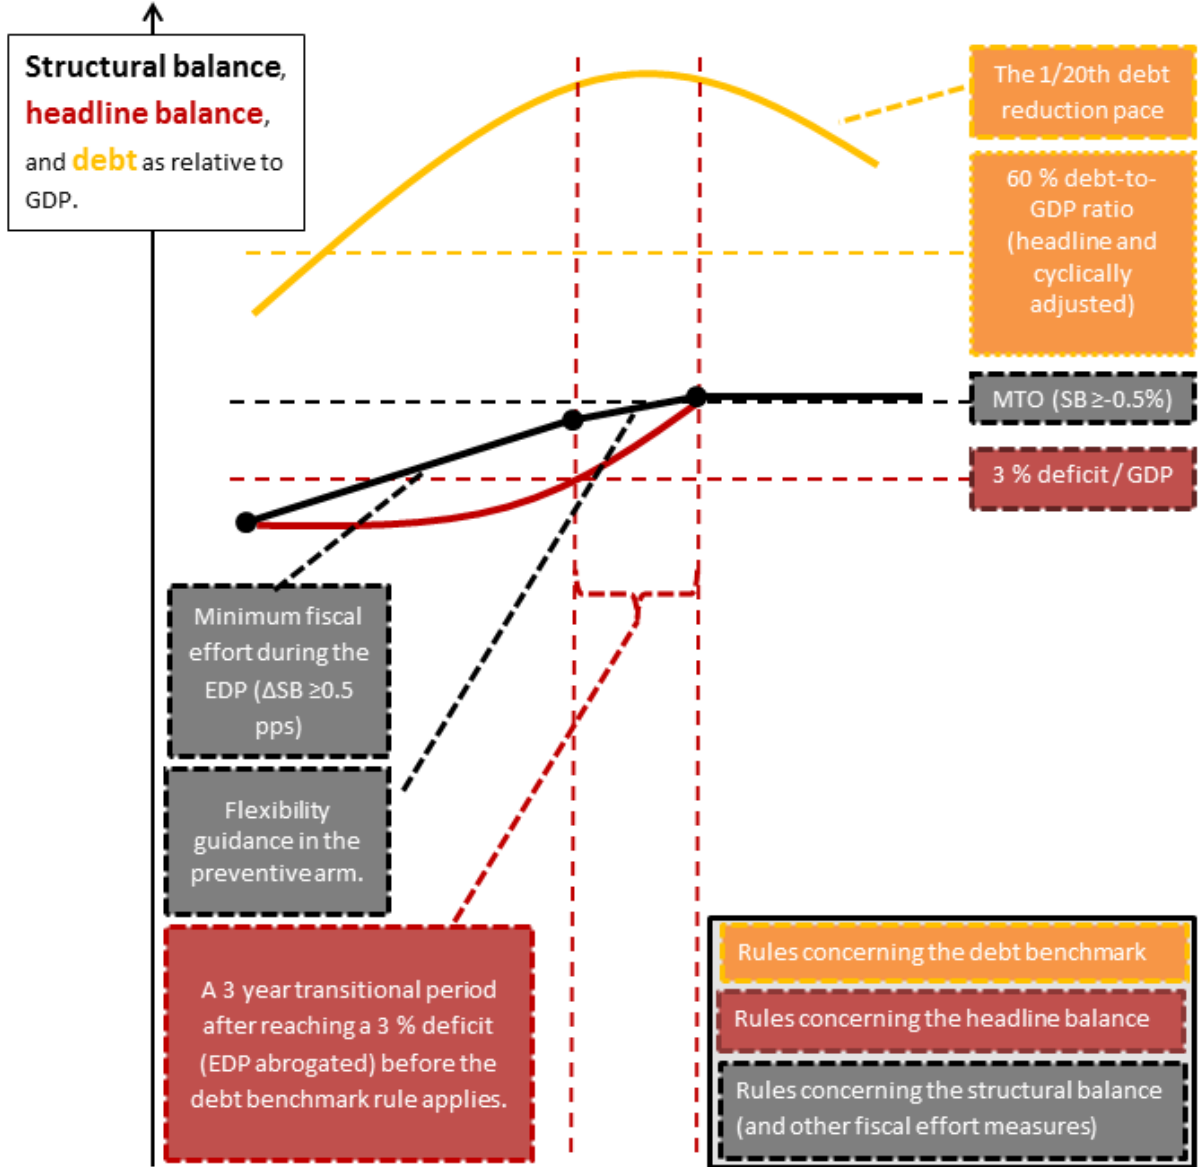 Structural balance,
headline balance,
and debt as relative to
GDP.
The 1/20th debt
reduction pace
60 % debt-to-
GDP ratio
(headline and
cyclically
adjusted)
MTO (SB ≥-0.5%)
3 % deficit / GDP
Minimum fiscal
effort during the
EDP (ΔSB ≥0.5
pps)
Flexibility
guidance in the
preventive arm.
A 3 year transitional period
after reaching a 3 % deficit
(EDP abrogated) before the
debt benchmark rule applies.
Rules concerning the debt benchmark
Rules concerning the headline balance
Rules concerning the structural balance
(and other fiscal effort measures)